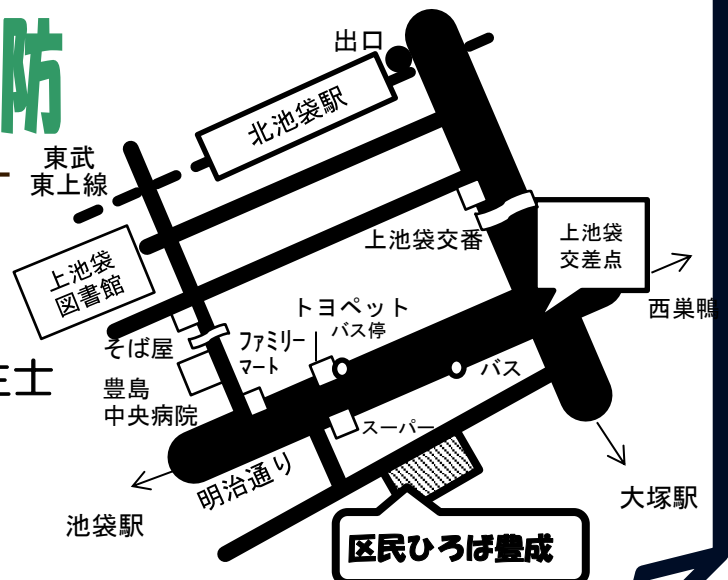 防
出口
北池袋駅
東武
東上線
上池袋
図書館
上池袋交番
上池袋
交差点
西巣鴨
トヨペット
バス停
そば屋
ファミリー
マート
バス
豊島
中央病院
スーパー
士
明治通り
大塚駅
池袋駅
区民ひろば豊成